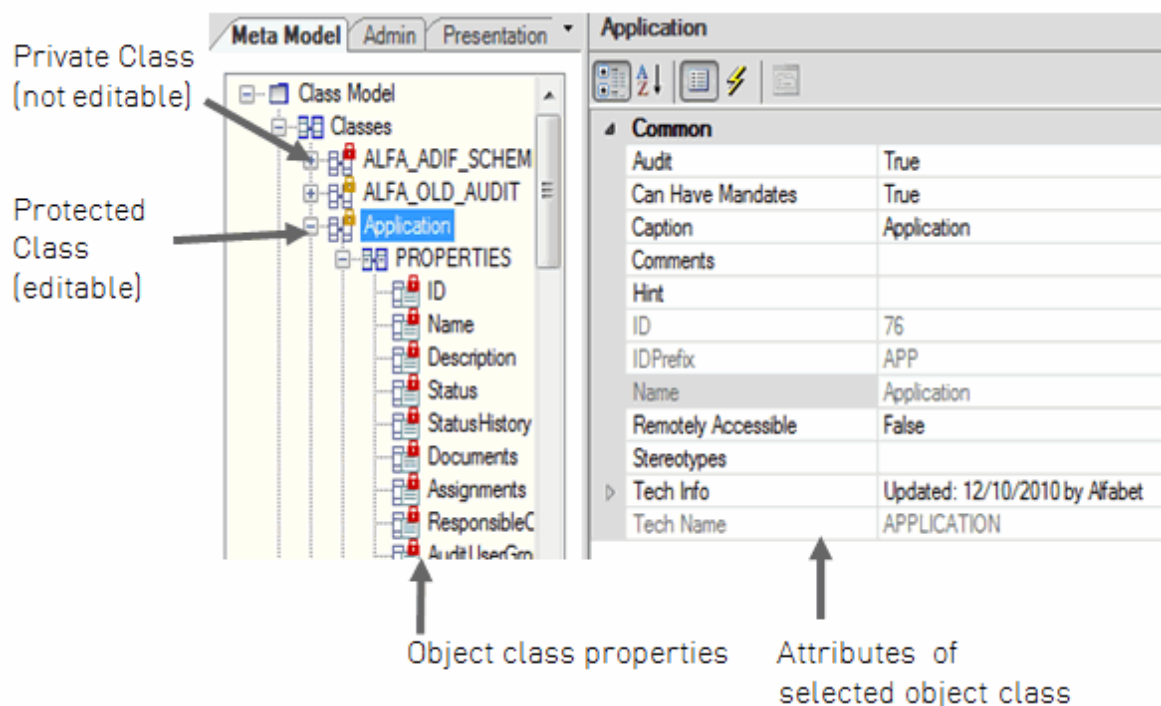 Private Class
(not editable)
Protected
Class
(editable)
Meta Model Admin Presentation
Class Model
Classes
ALFA_ADIF_SCHEM
ALFA_OLD_AUDIT
Application
PROPERTIES
ID
Name
Description
Status
StatusHistory
Documents
Assignments
ResponsibleC
AuditUserGro
Application
Common
Audit True
Can Have Mandates True
Caption Application
Comments
Hint
ID 76
IDPrefix APP
Name Application
Remotely Accessible False
Stereotypes
Tech Info Updated: 12/10/2010 by Alfabet
Tech Name APPLICATION
Object class properties
Attributes of
selected object class